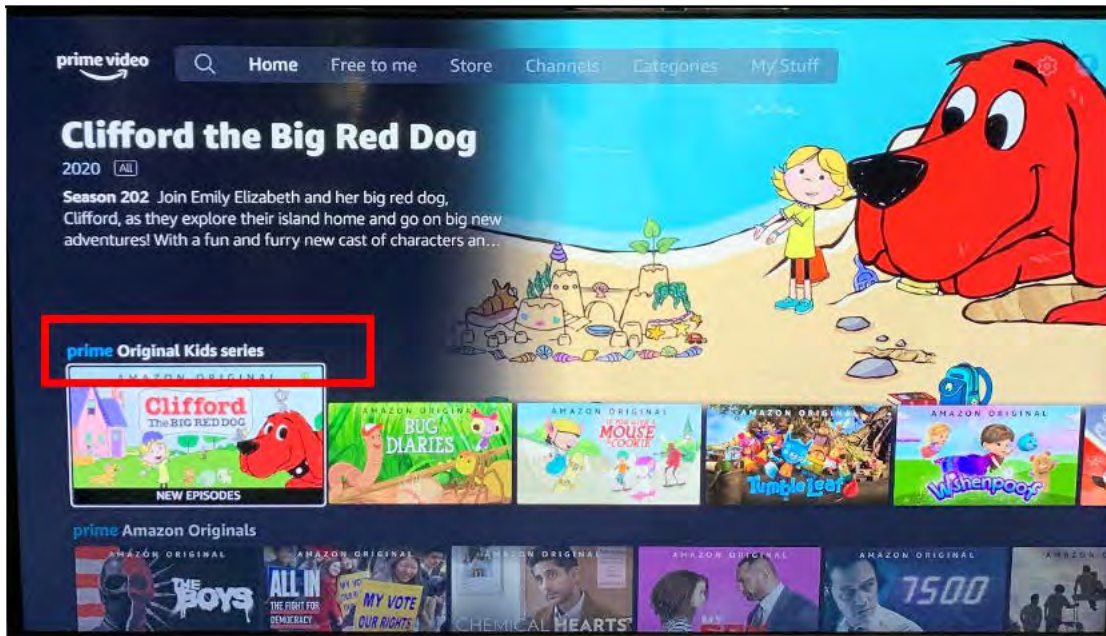 prime video
Home Free to me Store Channels Categories My Stuff
Clifford the Big Red Dog
2020 All
Season 202 Join Emily Elizabeth and her big red dog,
Clifford, as they explore their island home and go on big new
adventures! With a fun and furry new cast of characters an...
prime Original Kids series
AMAZON ORIGINAL
Clifford
The BIG RED DOG
NEW EPISODES
AMAZON ORIGINAL
BUG
DIARIES
AMAZON ORIGINAL
IF YOU GIVE A
MOUSE
COOKIE
AMAZON ORIGINAL
Tumble Leaf
AMAZON ORIGINAL
Wishenpoof
prime Amazon Originals
AMAZON ORIGINAL
THE
BOYS
AMAZON ORIGINAL
ALL IN
THE FIGHT FOR
DEMOCRACY
MY VOTE
OUR RIGHTS
AMAZON ORIGINAL
CHEMICAL HEARTS
AMAZON ORIGINAL
AMAZON ORIGINAL
7500